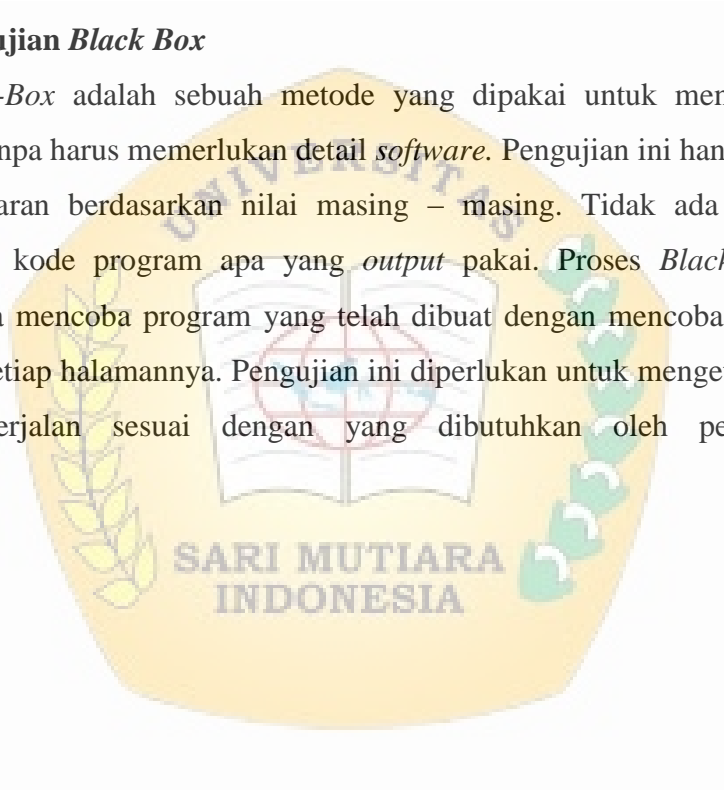 ujian Black Box
-Box adalah sebuah metode yang dipakai untuk men
npa harus memerlukan detail software. Pengujian ini han
aran berdasarkan nilai masing – masing. Tidak ada
kode program apa yang output pakai. Proses Black
a mencoba program yang telah dibuat dengan mencoba
etiap halamannya. Pengujian ini diperlukan untuk menge
erjalan sesuai dengan yang dibutuhkan oleh pe
UNIVERSITAS
SARI MUTIARA
INDONESIA